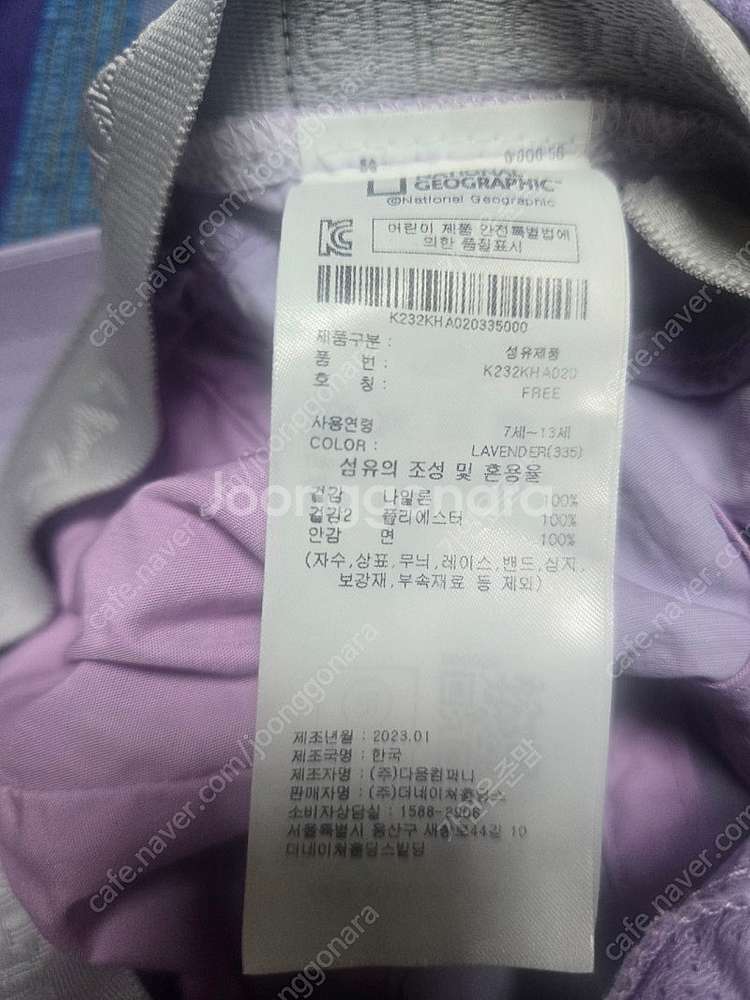 NATIONAL
GEOGRAPHIC™
©National Geographic
어린이 제품 안전특별법에
의한 품질표시
K232KHA020335000
제품구분 : 섬유제품
품 번 : K232KHA020
호 칭 : FREE
사용연령 7세~13세
COLOR : LAVENDER(335)
섬유의 조성 및 혼용율
겉감 나일론 100%
겉감2 폴리에스터 100%
안감 면 100%
(자수,상표,무늬,레이스,밴드,심지,
보강재,부속재료 등 제외)
제조년월 : 2023.01
제조국명 : 한국
제조자명 : (주)다음컴퍼니
판매자명 : (주)더네이쳐홀딩스
소비자상담실 : 1588-2906
서울특별시 용산구 새창로44길 10
더네이쳐홀딩스빌딩
Joonggonara
cafe.naver.com/joonggonara